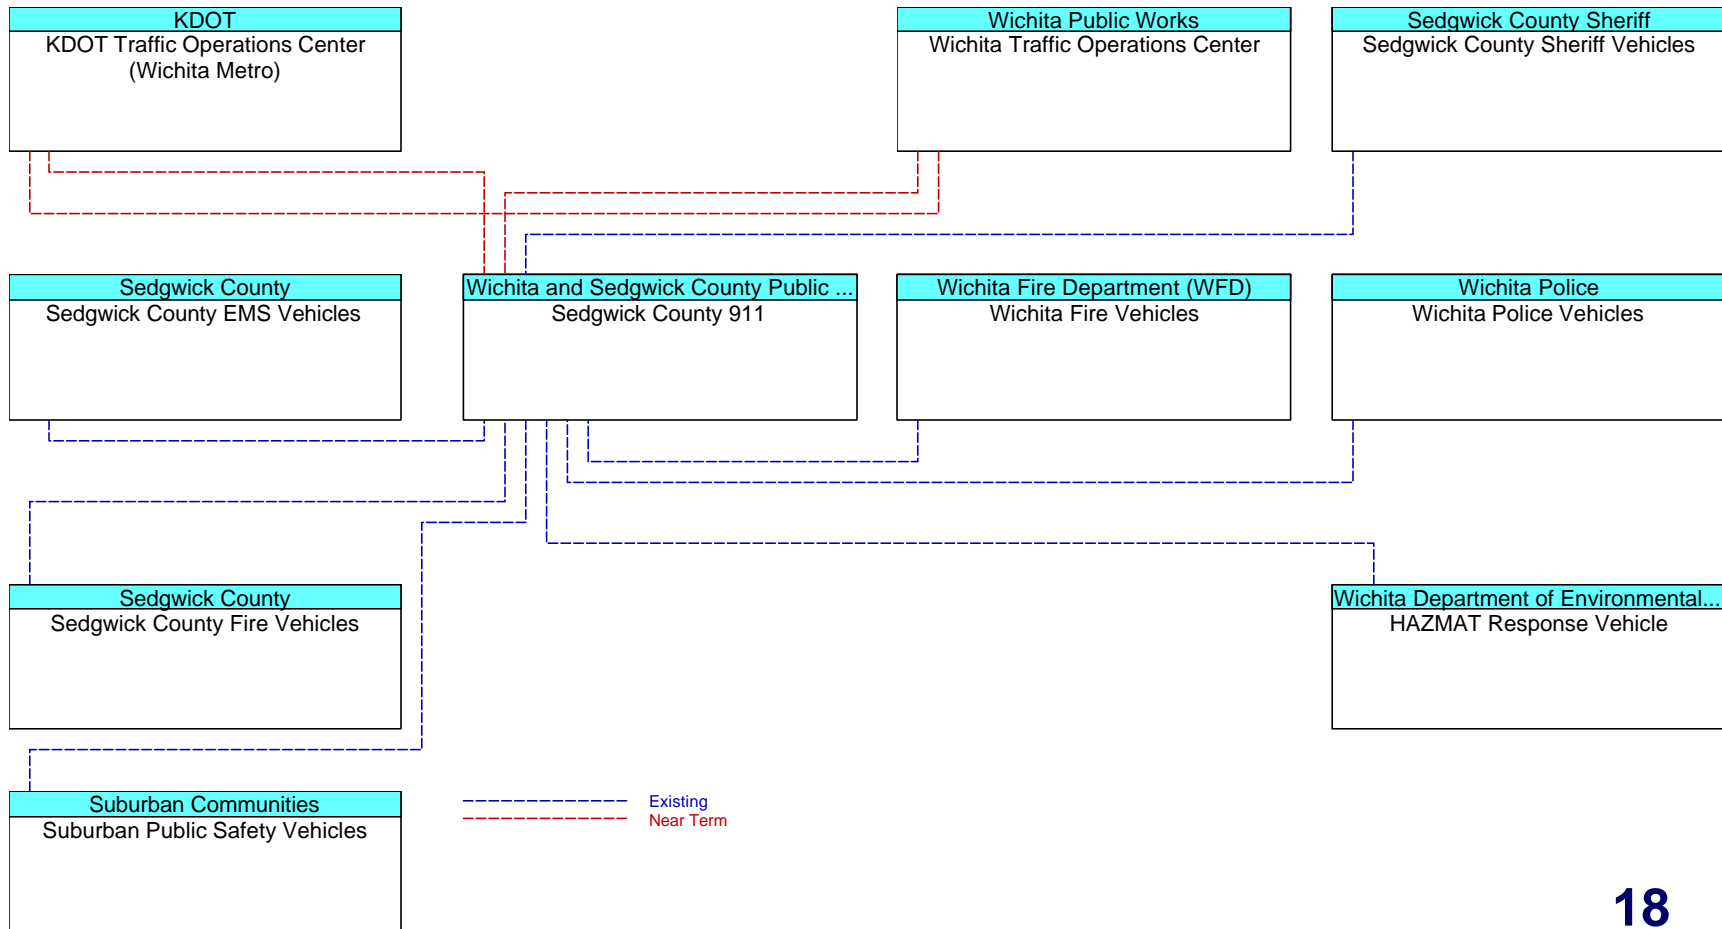 KDOT
KDOT Traffic Operations Center
(Wichita Metro)
Wichita Public Works
Wichita Traffic Operations Center
Sedgwick County Sheriff
Sedgwick County Sheriff Vehicles
Sedgwick County
Sedgwick County EMS Vehicles
Wichita and Sedgwick County Public ...
Sedgwick County 911
Wichita Fire Department (WFD)
Wichita Fire Vehicles
Wichita Police
Wichita Police Vehicles
Sedgwick County
Sedgwick County Fire Vehicles
Wichita Department of Environmental...
HAZMAT Response Vehicle
Suburban Communities
Suburban Public Safety Vehicles
Existing
Near Term
18